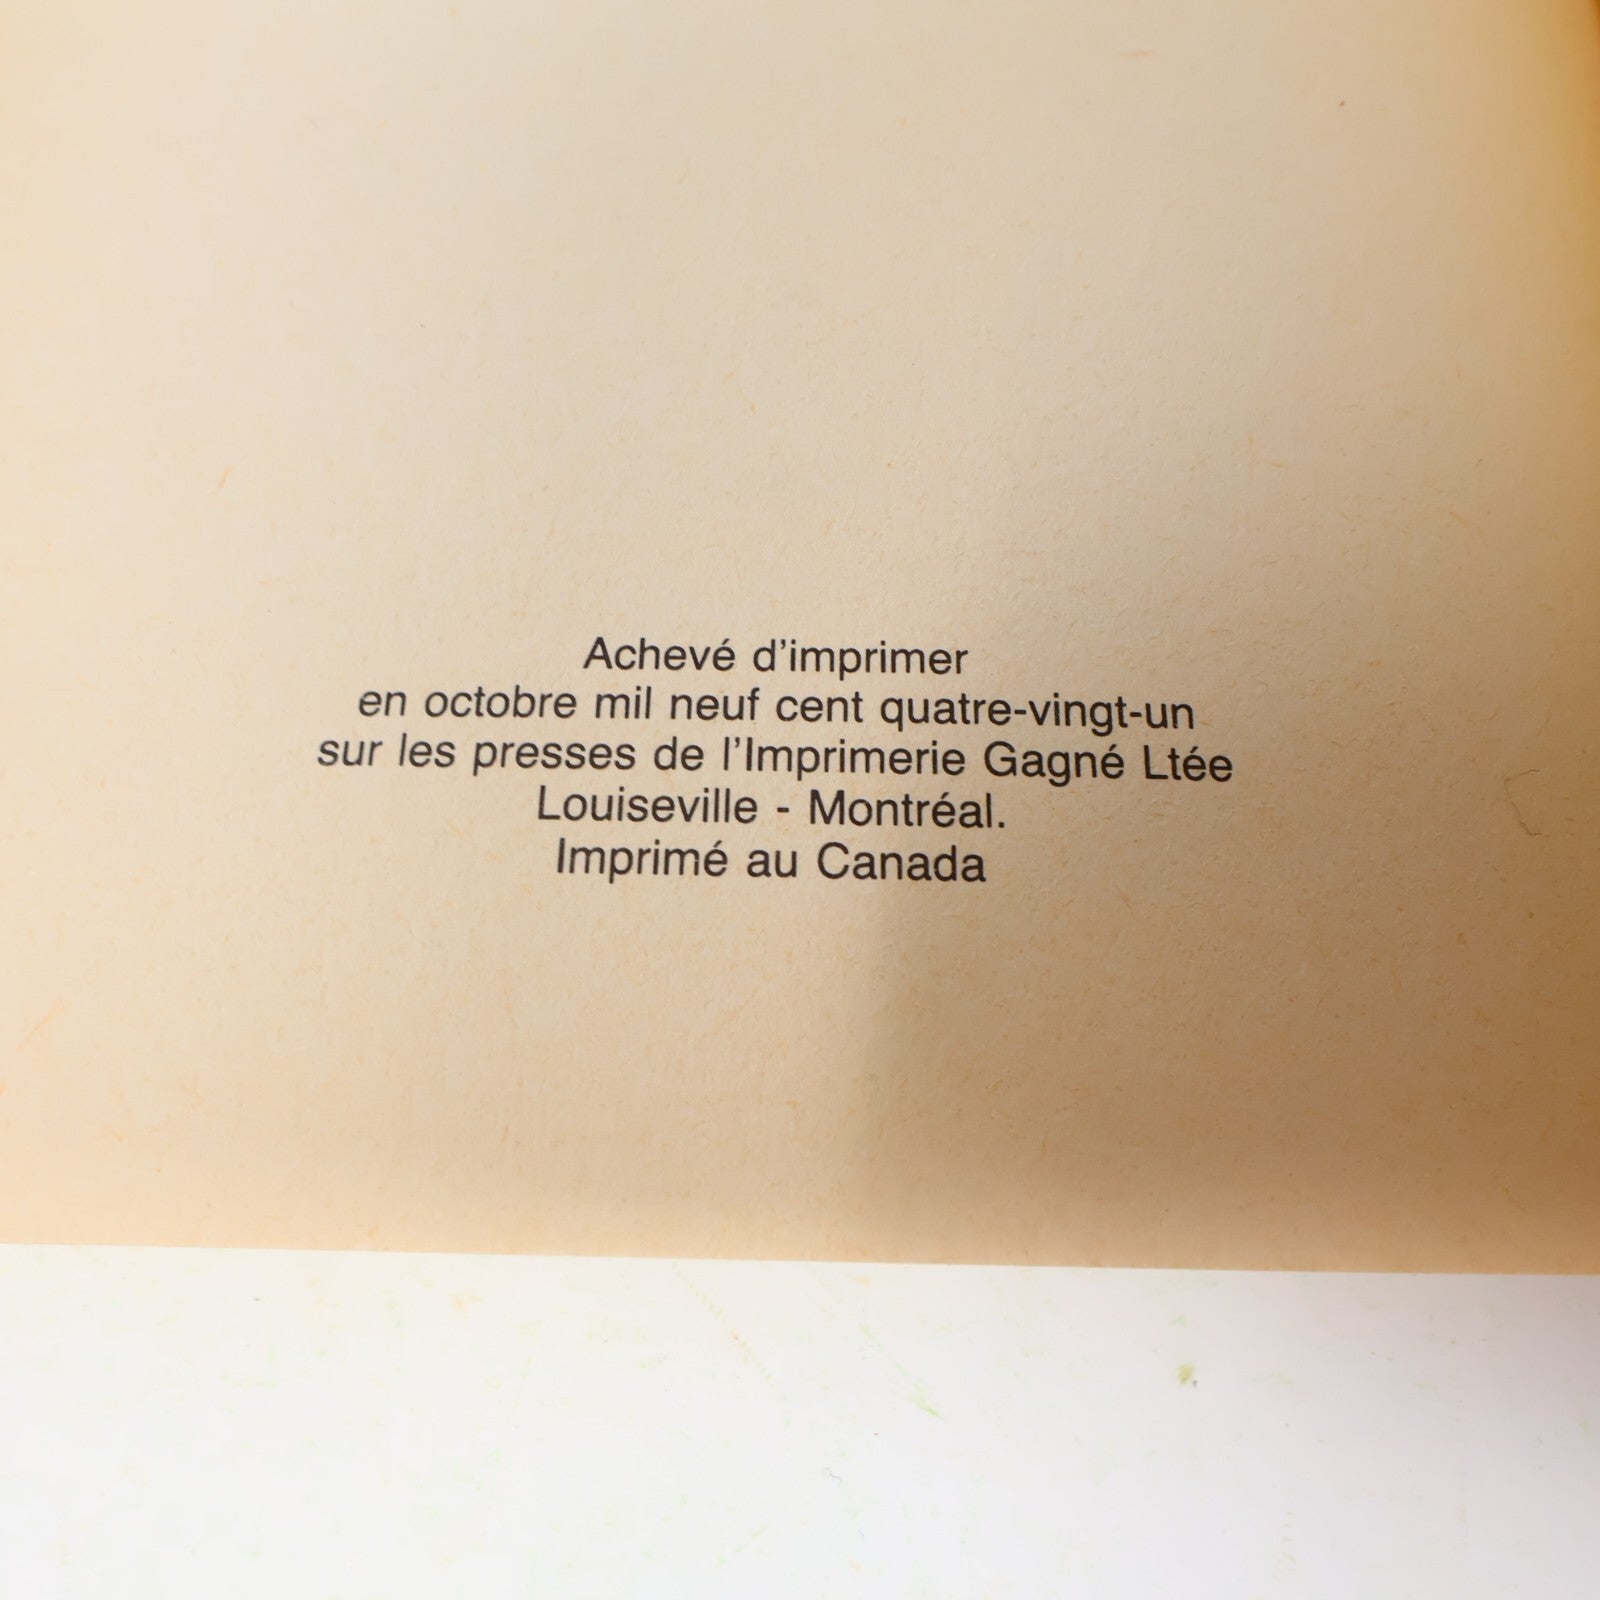 Achevé d'imprimer
en octobre mil neuf cent quatre-vingt-un
sur les presses de l'Imprimerie Gagné Ltée
Louiseville - Montréal.
Imprimé au Canada